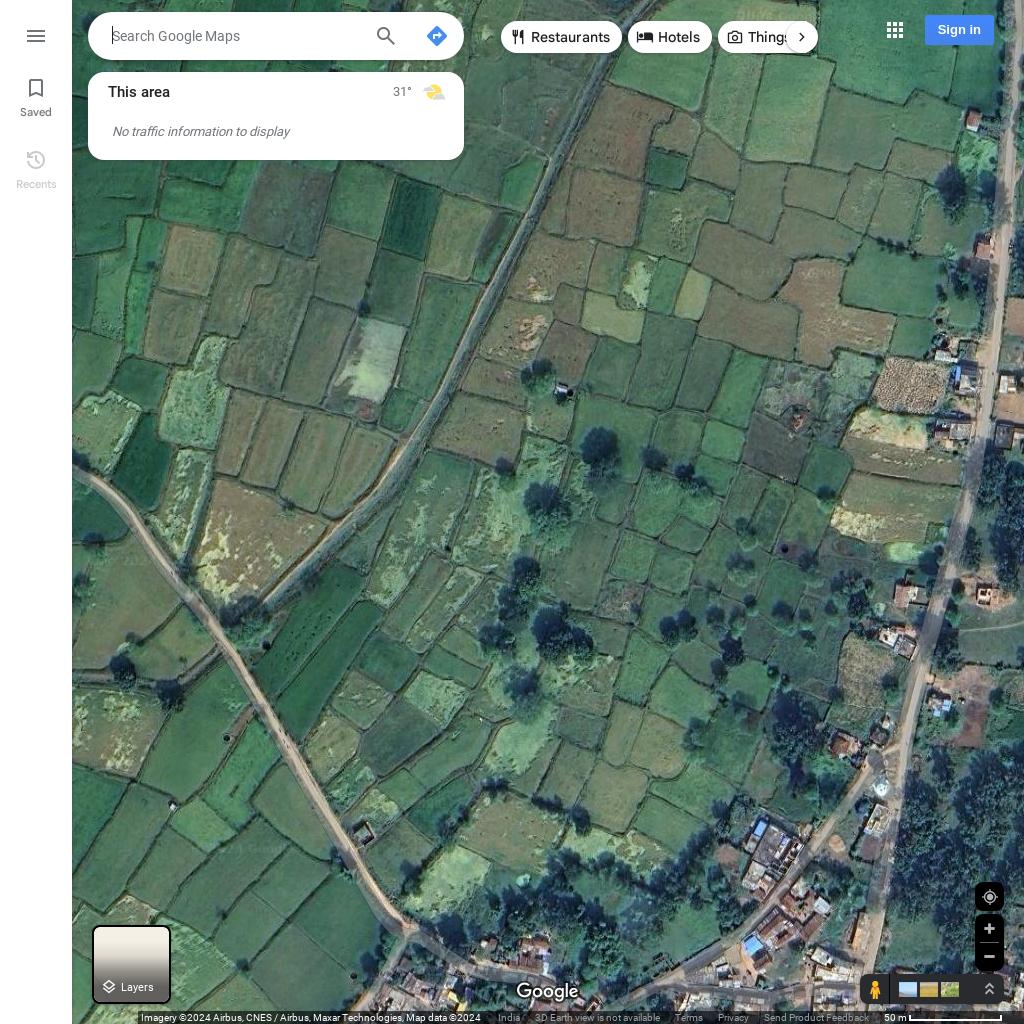 Search Google Maps
Restaurants
Hotels
Things
Sign in
This area
31°
No traffic information to display
Saved
Recents
Layers
Google
Imagery ©2024 Airbus, CNES / Airbus, Maxar Technologies, Map data ©2024
India
3D Earth view is not available
Terms
Privacy
Send Product Feedback
50 m